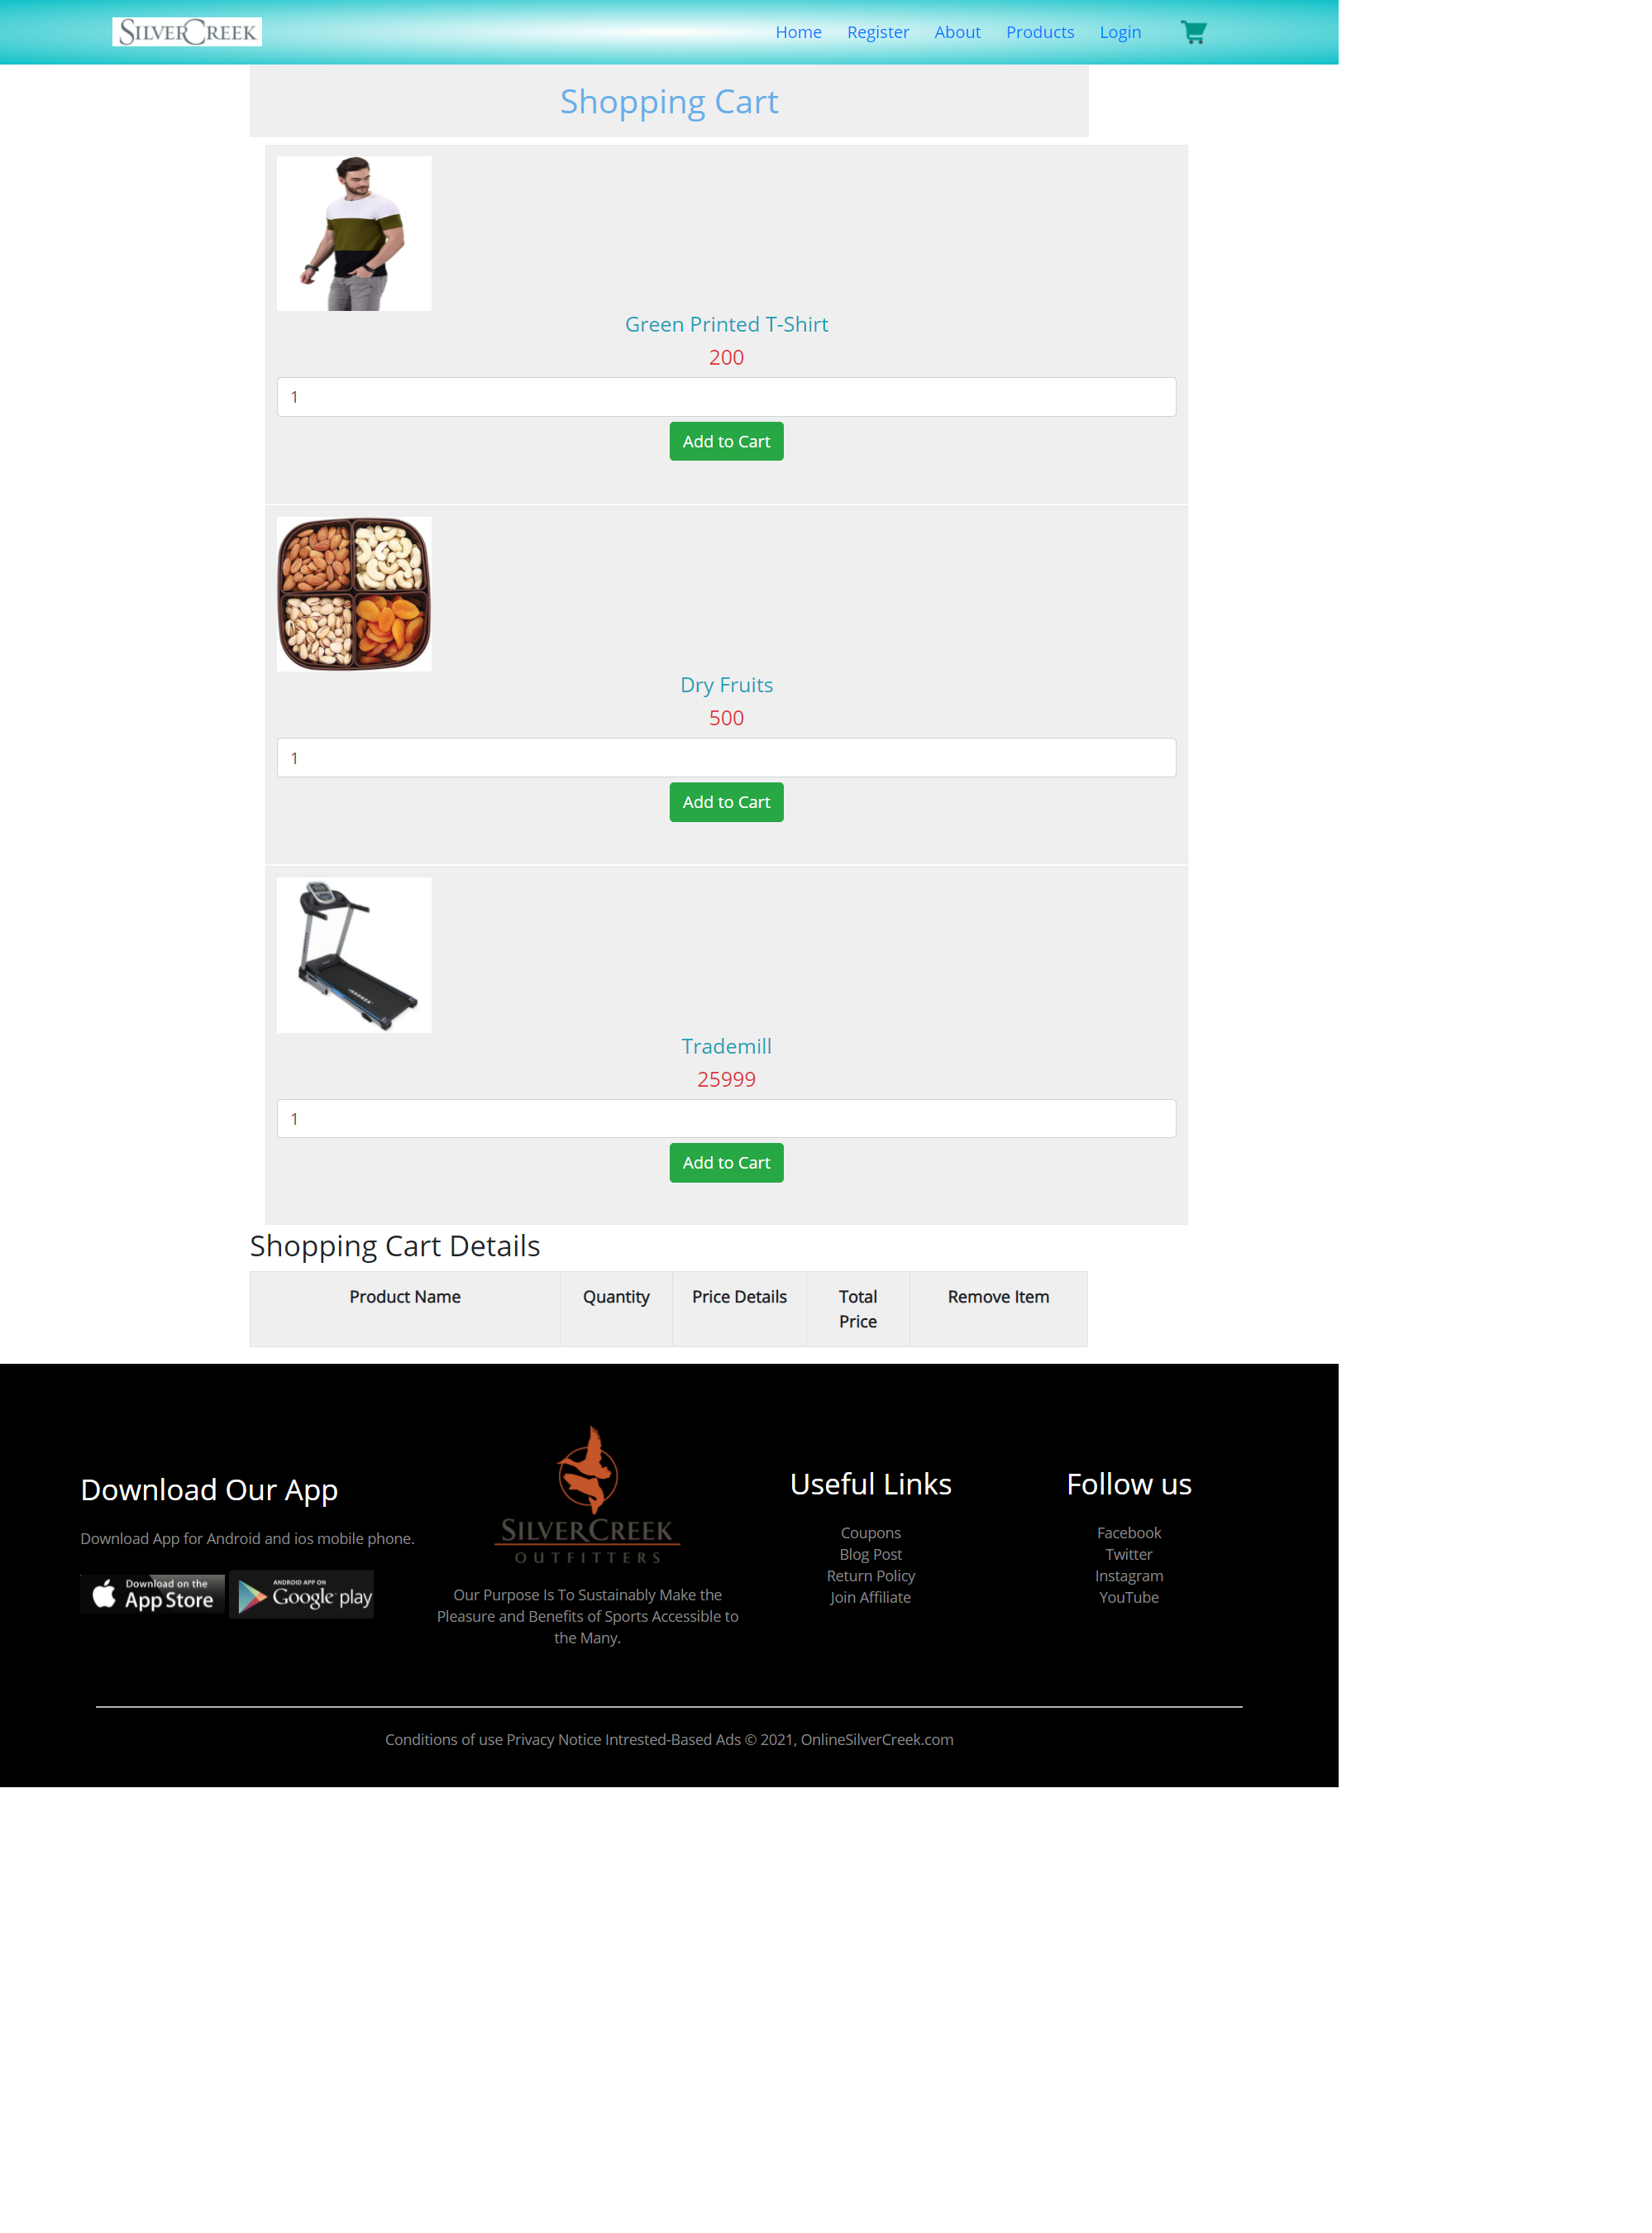 SILVERCREEK
Home Register About Products Login
Shopping Cart
Green Printed T-Shirt
200
1
Add to Cart
Dry Fruits
500
1
Add to Cart
Trademill
25999
1
Add to Cart
Shopping Cart Details
Product Name Quantity Price Details Total Price Remove Item
Download Our App
Download App for Android and ios mobile phone.
Download on the
App Store
ANDROID APP ON
Google play
SILVERCREEK
OUTFITTERS
Our Purpose Is To Sustainably Make the
Pleasure and Benefits of Sports Accessible to
the Many.
Useful Links
Coupons
Blog Post
Return Policy
Join Affiliate
Follow us
Facebook
Twitter
Instagram
YouTube
Conditions of use Privacy Notice Intrested-Based Ads © 2021, OnlineSilverCreek.com